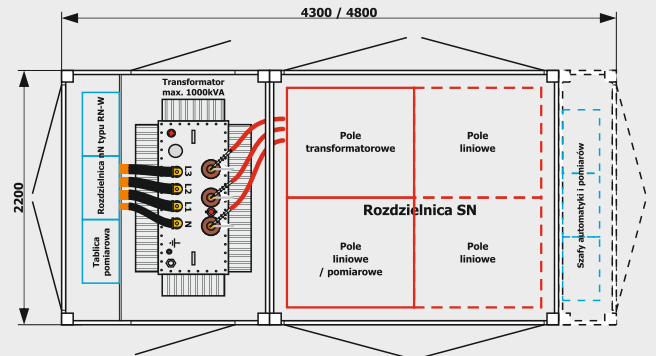 4300 / 4800
2200
Transformator
max. 1000kVA
Rozdzielnica nN typu RN-W
Tablica
pomiarowa
L3
L2
L1
N
Pole
transformatorowe
Pole
liniowe
Rozdzielnica SN
Pole
liniowe
/ pomiarowe
Pole
liniowe
Szafy automatyki i pomiarów